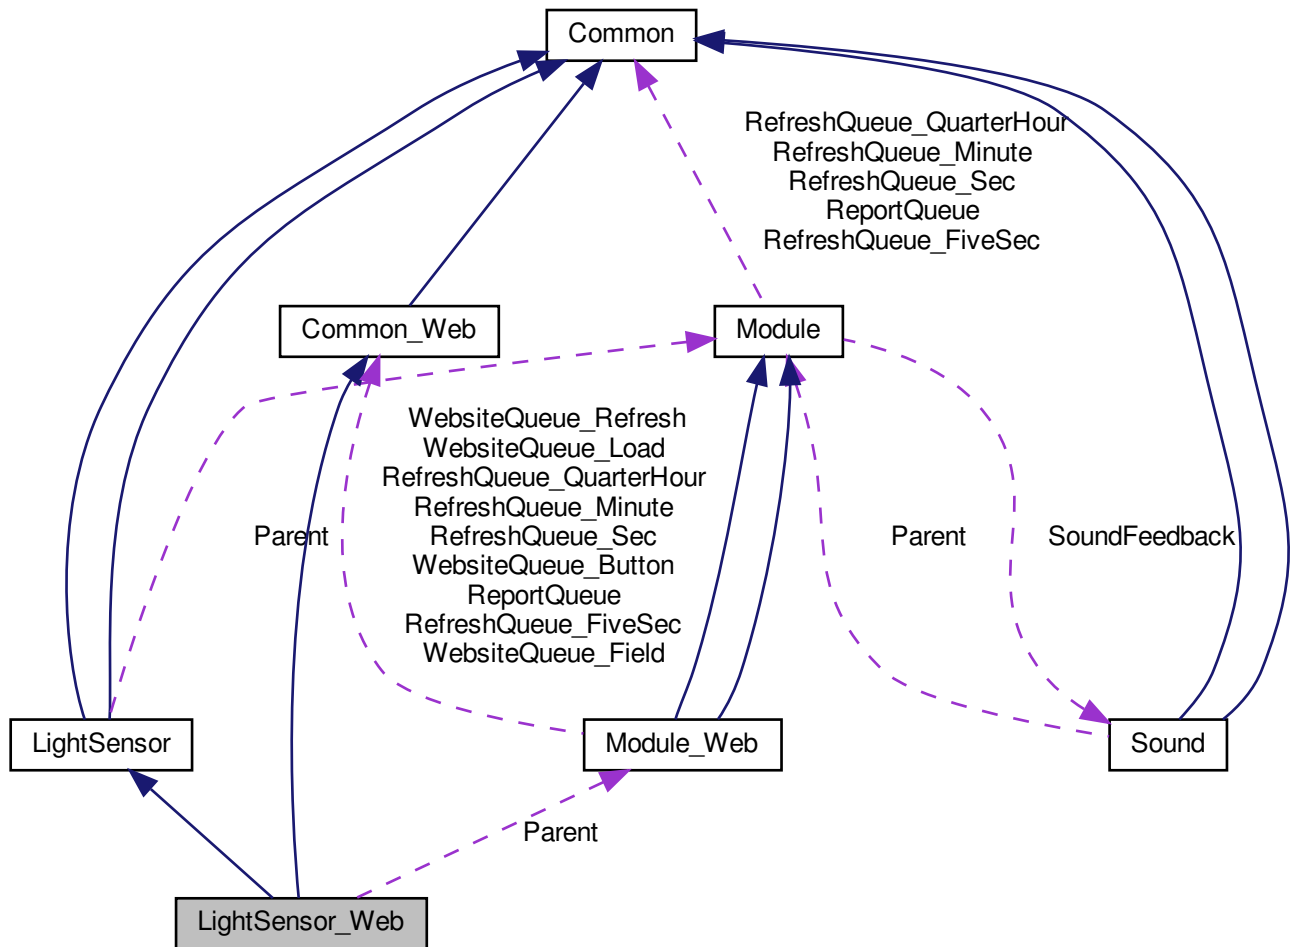 Common
RefreshQueue_QuarterHour
RefreshQueue_Minute
RefreshQueue_Sec
ReportQueue
RefreshQueue_FiveSec
Common_Web
Module
WebsiteQueue_Refresh
WebsiteQueue_Load
RefreshQueue_QuarterHour
RefreshQueue_Minute
RefreshQueue_Sec
WebsiteQueue_Button
ReportQueue
RefreshQueue_FiveSec
WebsiteQueue_Field
Parent
Parent
SoundFeedback
LightSensor
Module_Web
Sound
Parent
LightSensor_Web